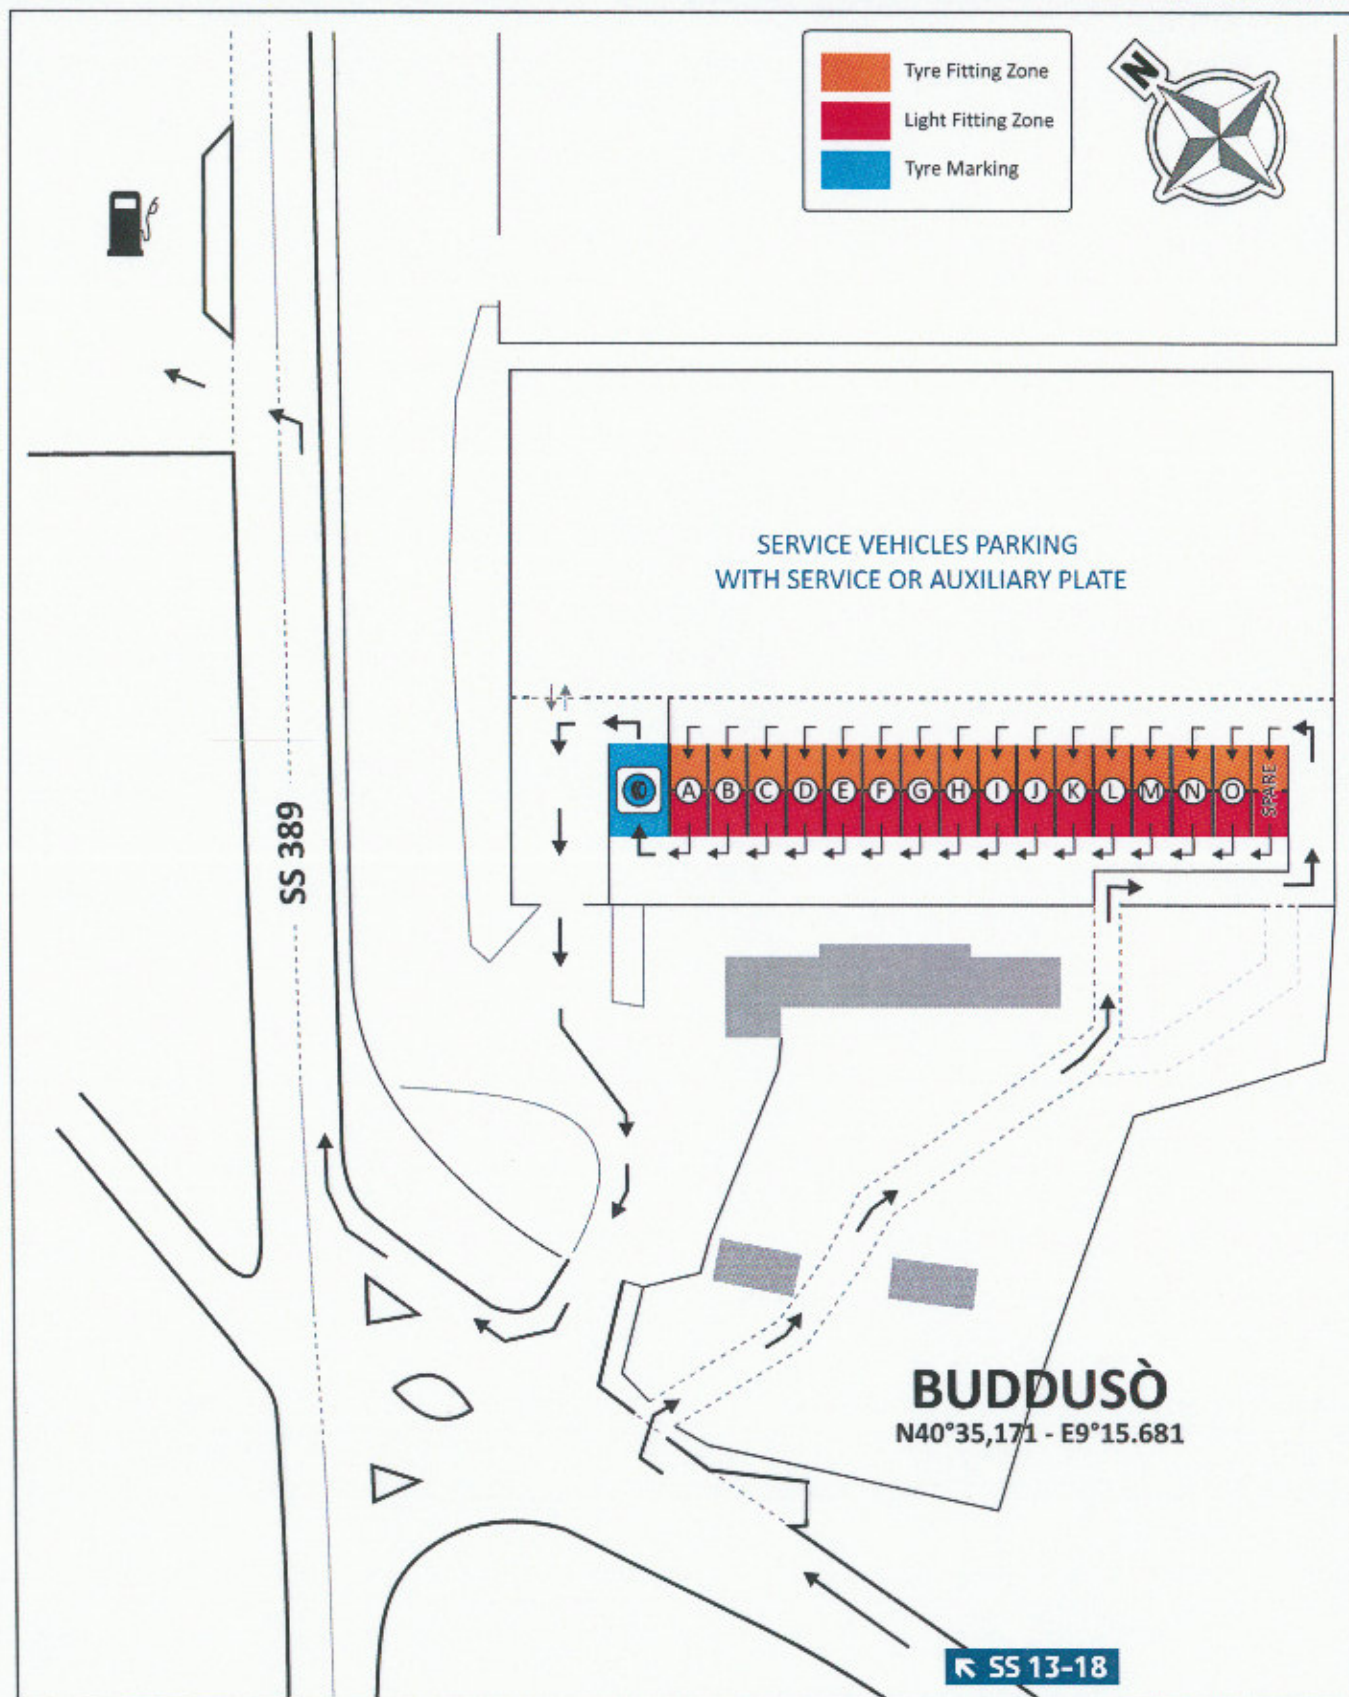 Tyre Fitting Zone
Light Fitting Zone
Tyre Marking
N
SERVICE VEHICLES PARKING
WITH SERVICE OR AUXILIARY PLATE
A B C D E F G H I J K L M N O SPARE
SS 389
BUDDUSÒ
N40°35,171 - E9°15.681
SS 13-18